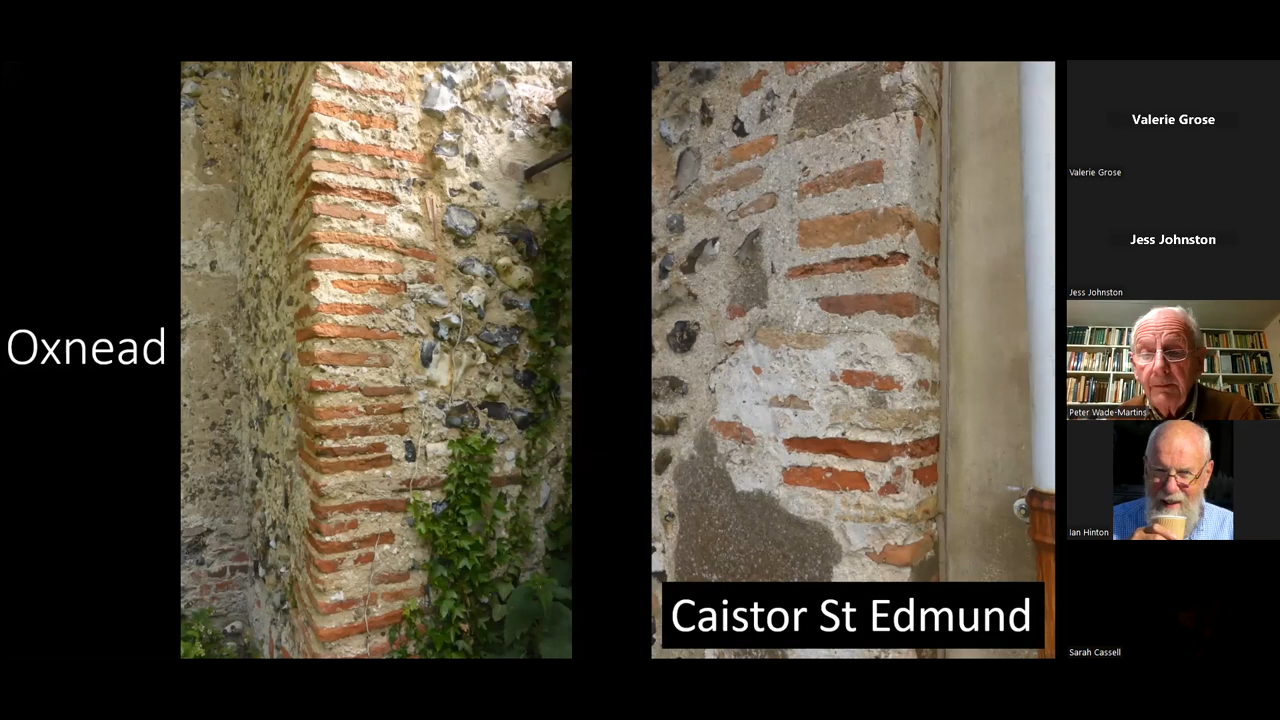 Oxnead
Caistor St Edmund
Valerie Grose
Valerie Grose
Jess Johnston
Jess Johnston
Peter Wade-Martins
Ian Hinton
Sarah Cassell